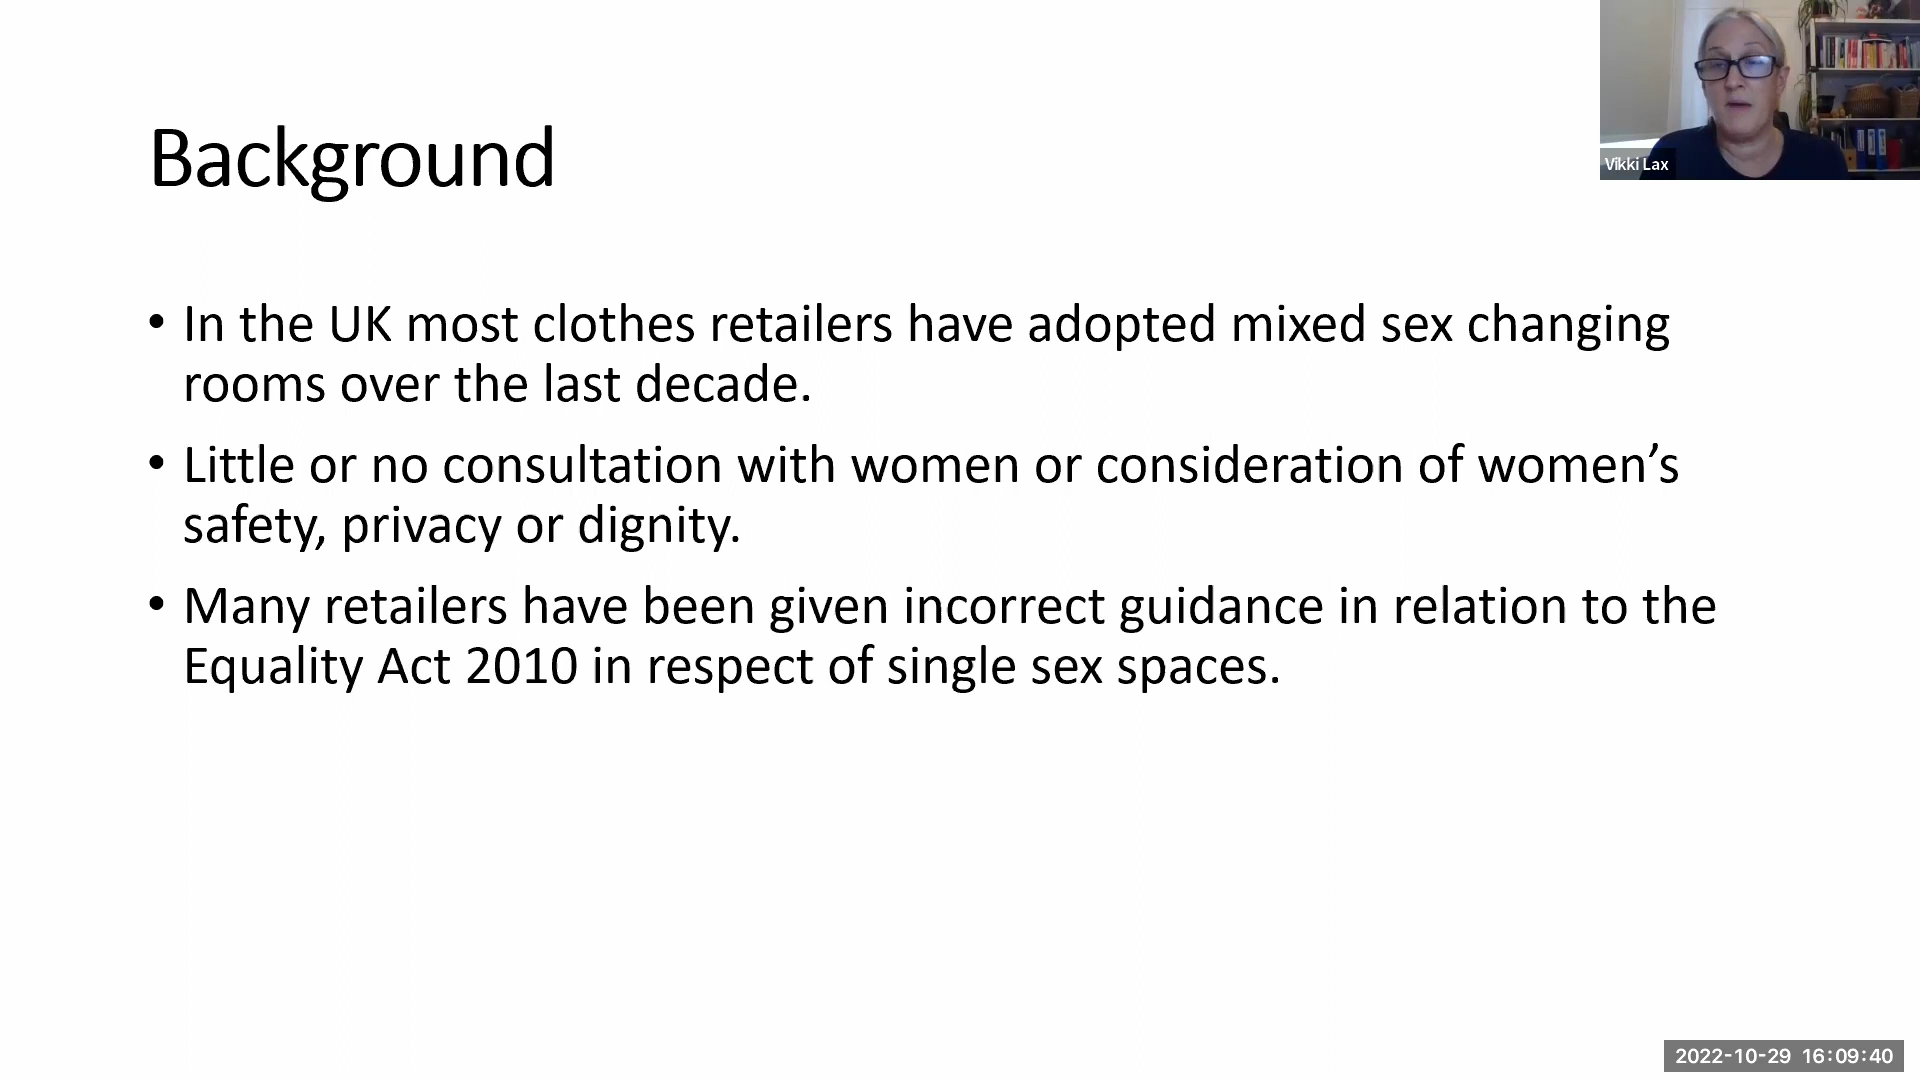 Vikki Lax
Background
• In the UK most clothes retailers have adopted mixed sex changing
rooms over the last decade.
• Little or no consultation with women or consideration of women’s
safety, privacy or dignity.
• Many retailers have been given incorrect guidance in relation to the
Equality Act 2010 in respect of single sex spaces.
2022-10-29 16:09:40